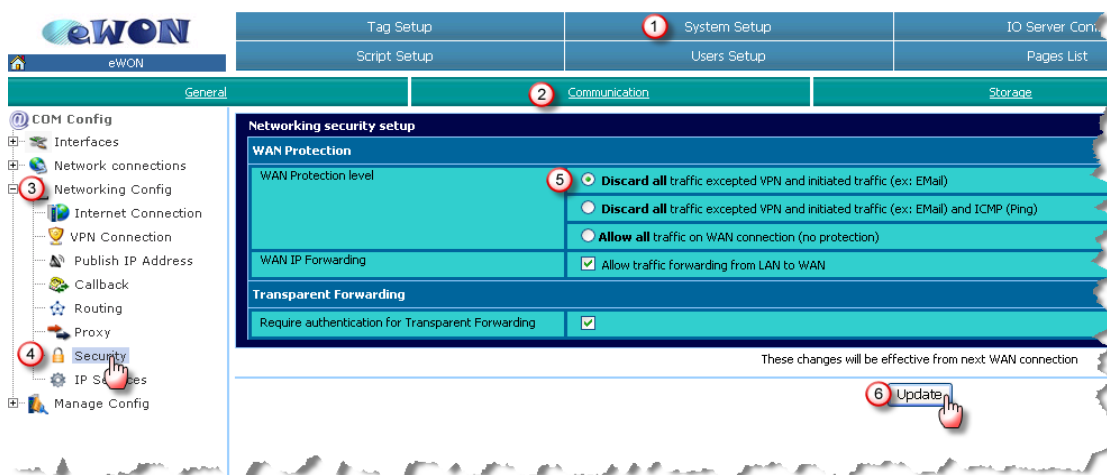 eWON
eWON
Tag Setup
1 System Setup
IO Server
Script Setup
Users Setup
Pages List
General
2 Communication
Storage
COM Config
Interfaces
Network connections
3 Networking Config
Internet Connection
VPN Connection
Publish IP Address
Callback
Routing
Proxy
4 Security
IP
Manage Config
Networking security setup
WAN Protection
WAN Protection level
5 Discard all traffic excepted VPN and initiated traffic (ex: EMail)
Discard all traffic excepted VPN and initiated traffic (ex: EMail) and ICMP (Ping)
Allow all traffic on WAN connection (no protection)
WAN IP Forwarding
Allow traffic forwarding from LAN to WAN
Transparent Forwarding
Require authentication for Transparent Forwarding
These changes will be effective from next WAN connection
6 Update